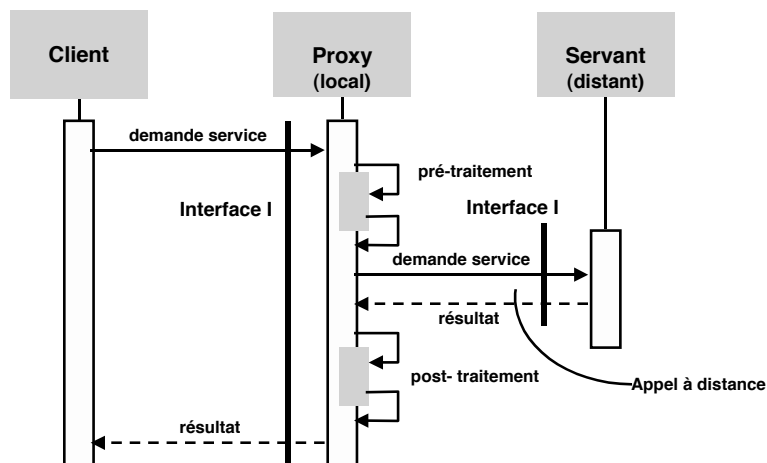 Client
Proxy
(local)
Servant
(distant)
demande service
pré-traitement
Interface I
Interface I
demande service
résultat
post- traitement
Appel à distance
résultat